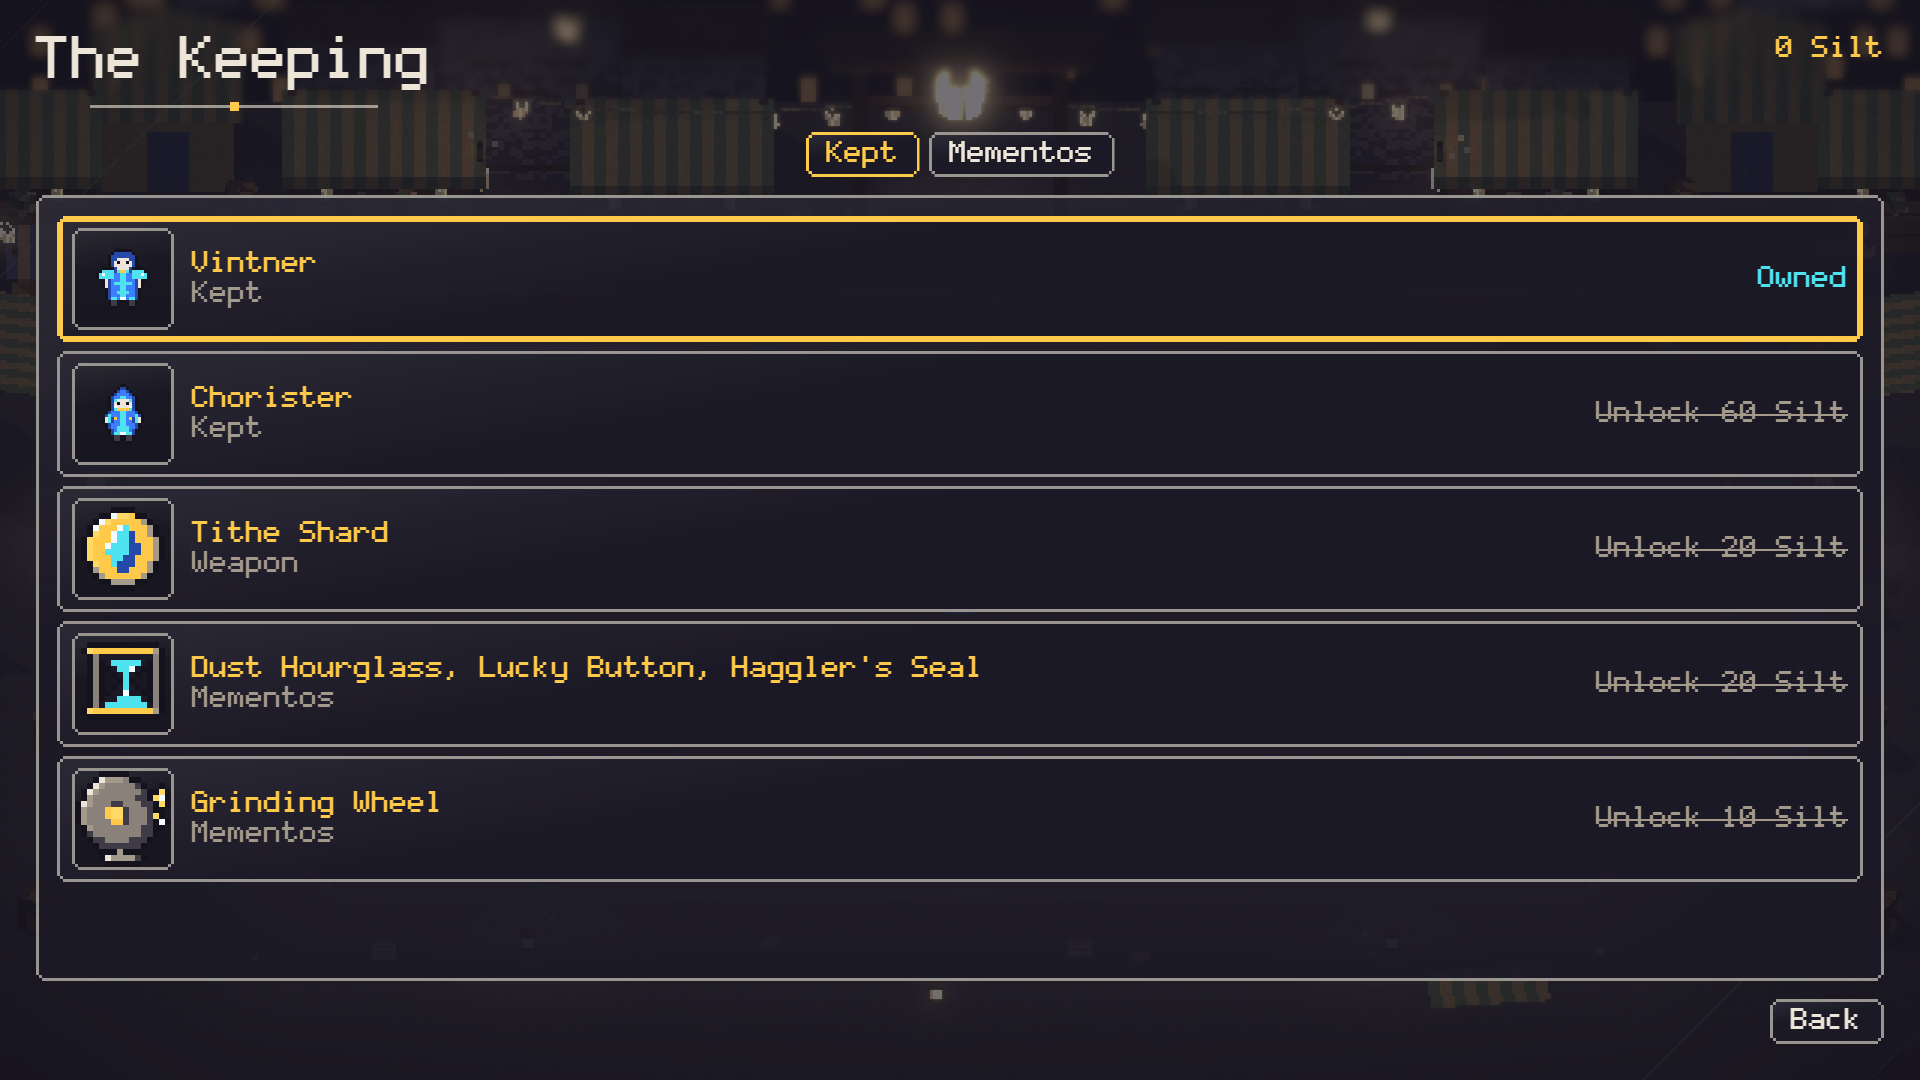 The Keeping
0 Silt
Kept
Mementos
Vintner
Kept
Owned
Chorister
Kept
Unlock 60 Silt
Tithe Shard
Weapon
Unlock 20 Silt
Dust Hourglass, Lucky Button, Haggler's Seal
Mementos
Unlock 20 Silt
Grinding Wheel
Mementos
Unlock 10 Silt
Back